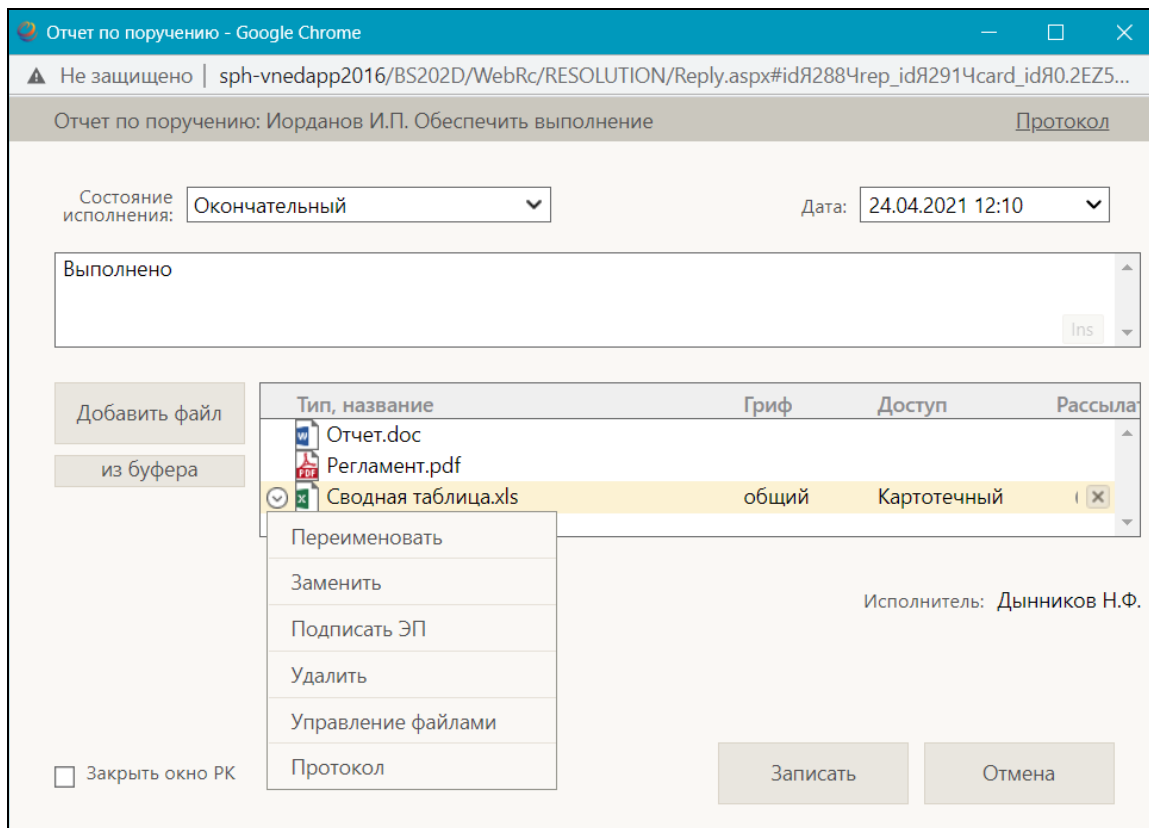 Отчет по поручению - Google Chrome
Не защищено | sph-vnedapp2016/BS202D/WebRc/RESOLUTION/Reply.aspx#idЯ288Чrep_idЯ291Чcard_idЯ0.2EZ5...
Отчет по поручению: Иорданов И.П. Обеспечить выполнение Протокол
Состояние исполнения: Окончательный Дата: 24.04.2021 12:10
Выполнено
Ins
Добавить файл
из буфера
Тип, название Гриф Доступ Рассылат
Отчет.doc
Регламент.pdf
Сводная таблица.xls общий Картотечный
Переименовать
Заменить
Подписать ЭП
Удалить
Управление файлами
Протокол
Исполнитель: Дынников Н.Ф.
Закрыть окно РК
Записать Отмена